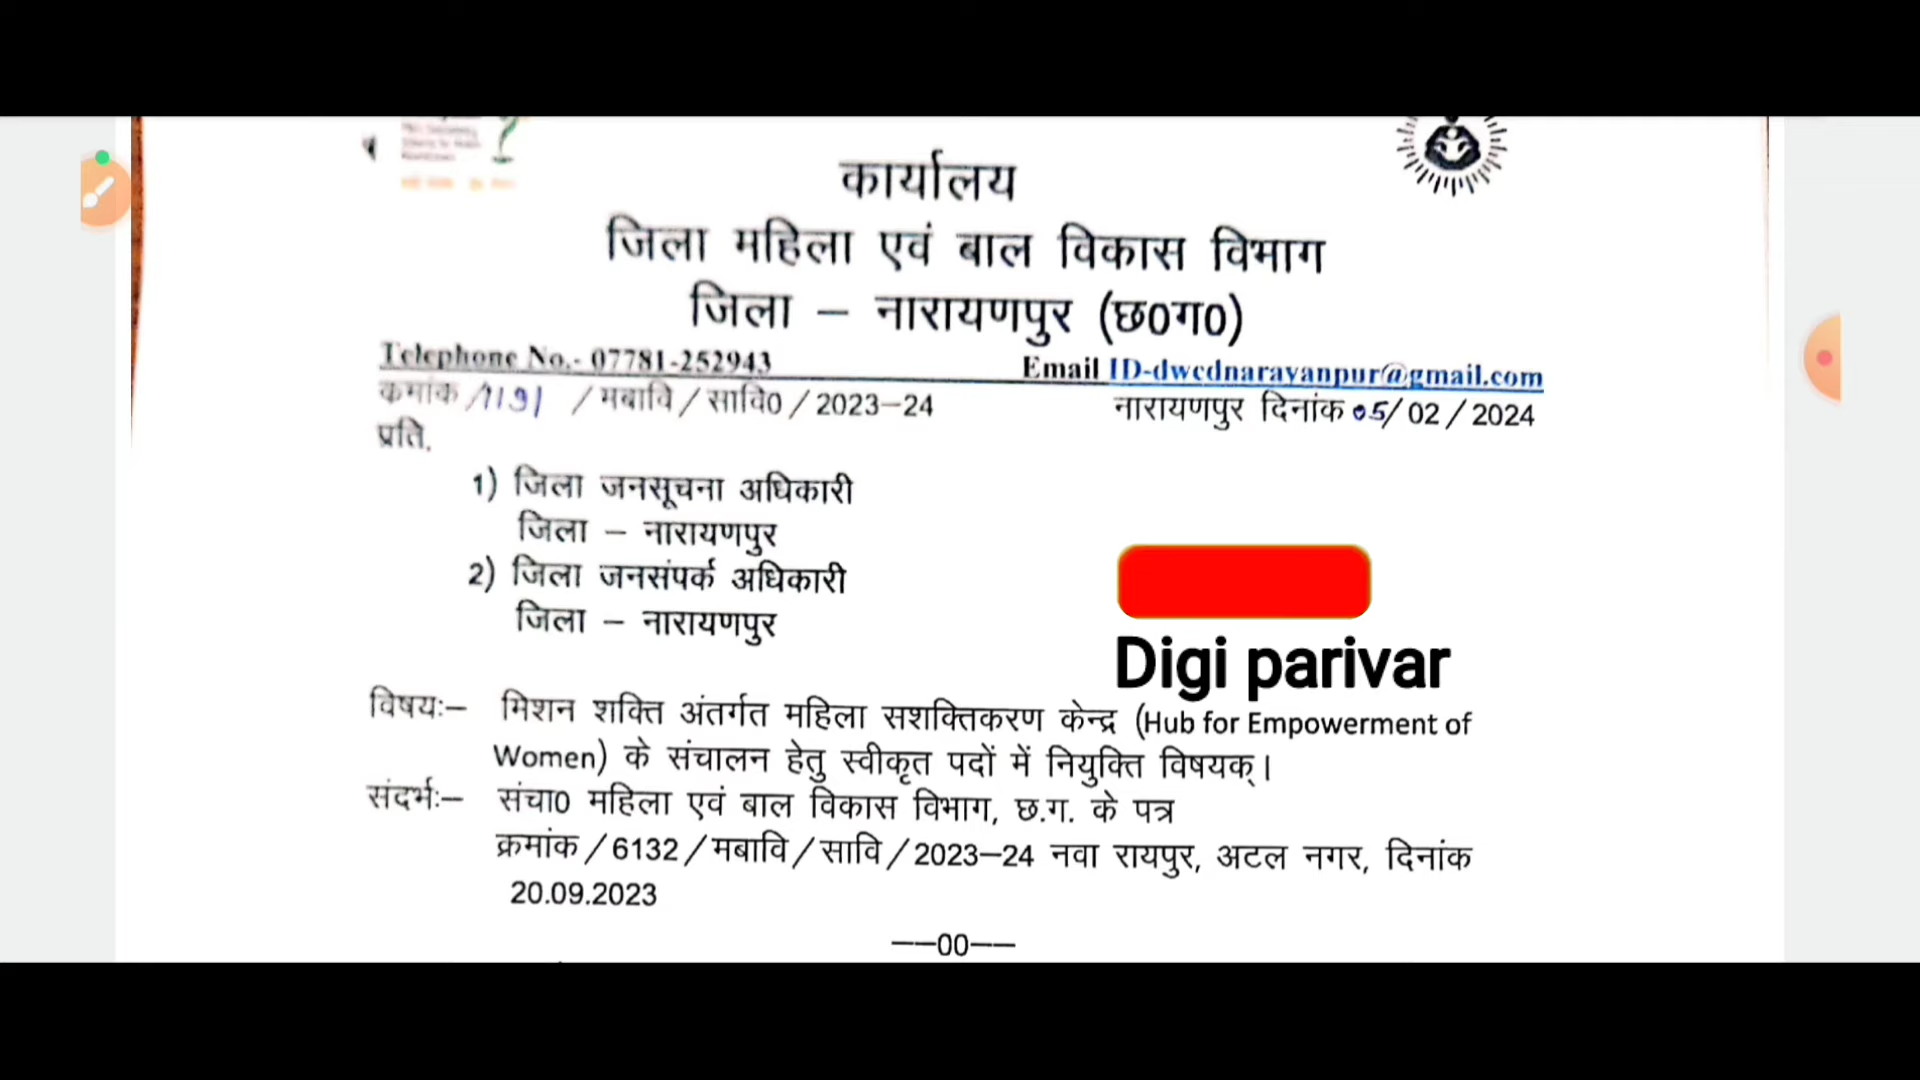 कार्यालय
जिला महिला एवं बाल विकास विभाग
जिला – नारायणपुर (छ0ग0)
Telephone No.- 07781-252943 Email ID-dwcdnarayanpur@gmail.com
कमांक /1191 / मबावि / सावि0 / 2023–24 नारायणपुर दिनांक 05/ 02 / 2024
प्रति,
1) जिला जनसूचना अधिकारी
जिला – नारायणपुर
2) जिला जनसंपर्क अधिकारी
जिला – नारायणपुर
Digi parivar
विषयः– मिशन शक्ति अंतर्गत महिला सशक्तिकरण केन्द्र (Hub for Empowerment of
Women) के संचालन हेतु स्वीकृत पदों में नियुक्ति विषयक्।
संदर्भः– संचा0 महिला एवं बाल विकास विभाग, छ.ग. के पत्र
क्रमांक / 6132 / मबावि / सावि / 2023–24 नवा रायपुर, अटल नगर, दिनांक
20.09.2023
––00––